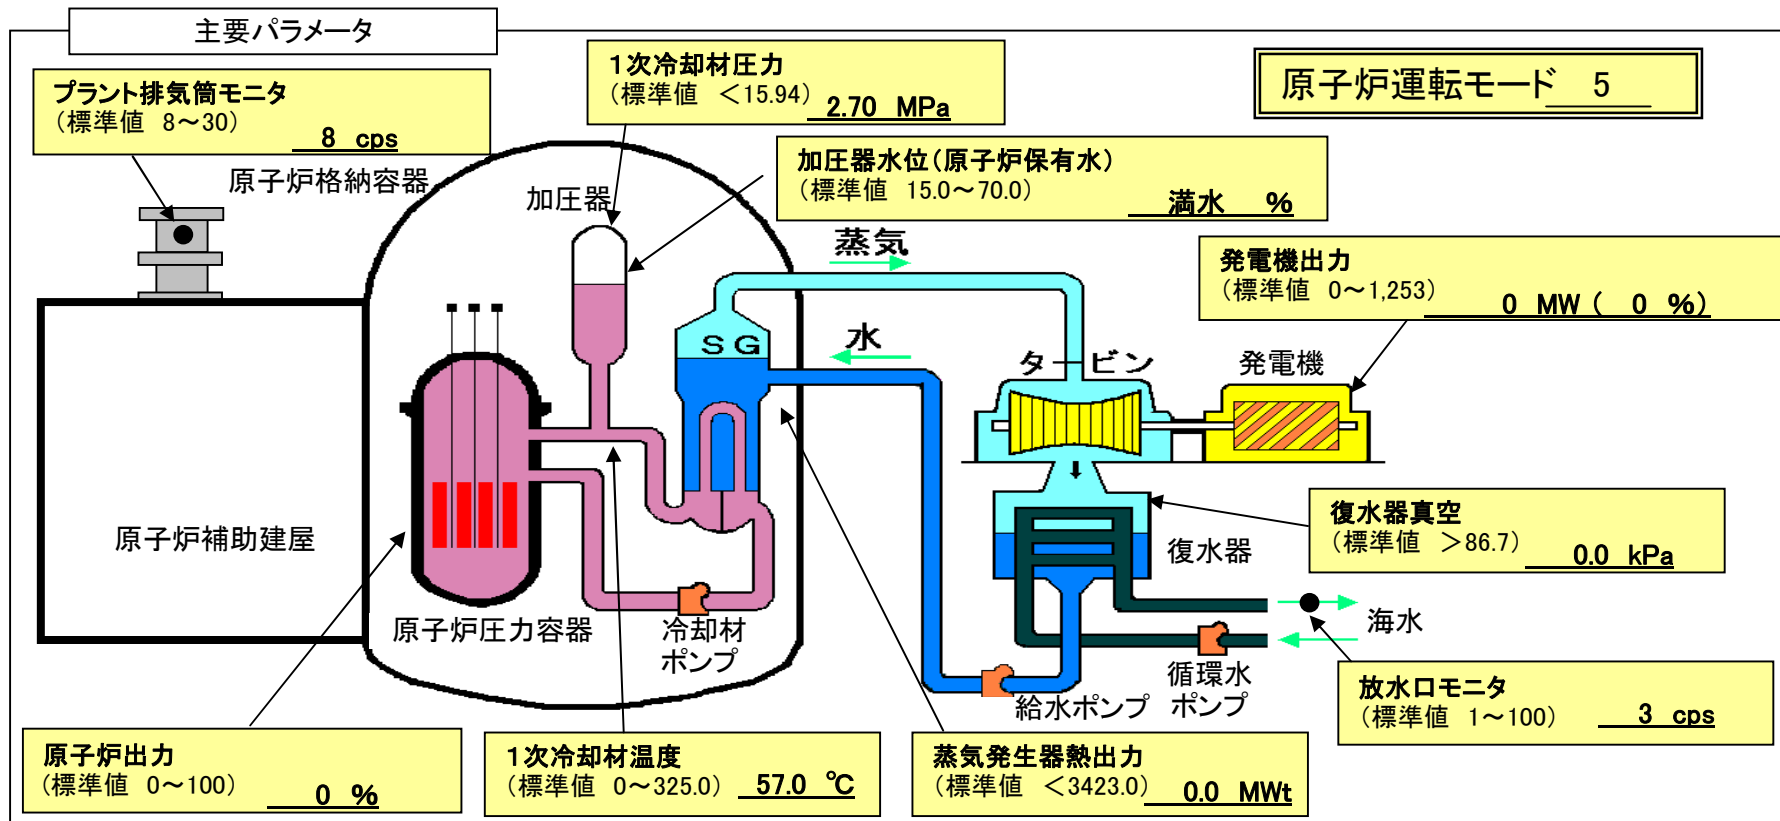 主要パラメータ
プラント排気筒モニタ
(標準値 8～30) 8 cps
1次冷却材圧力
(標準値 ＜15.94) 2.70 MPa
原子炉運転モード 5
加圧器水位(原子炉保有水)
(標準値 15.0～70.0) 満水 %
原子炉格納容器
加圧器
蒸気
発電機出力
(標準値 0～1,253) 0 MW ( 0 %)
水
SG
タービン
発電機
復水器真空
(標準値 ＞86.7) 0.0 kPa
原子炉補助建屋
復水器
原子炉圧力容器
冷却材
ポンプ
海水
給水ポンプ
循環水
ポンプ
放水口モニタ
(標準値 1～100) 3 cps
原子炉出力
(標準値 0～100) 0 %
1次冷却材温度
(標準値 0～325.0) 57.0 ℃
蒸気発生器熱出力
(標準値 ＜3423.0) 0.0 MWt